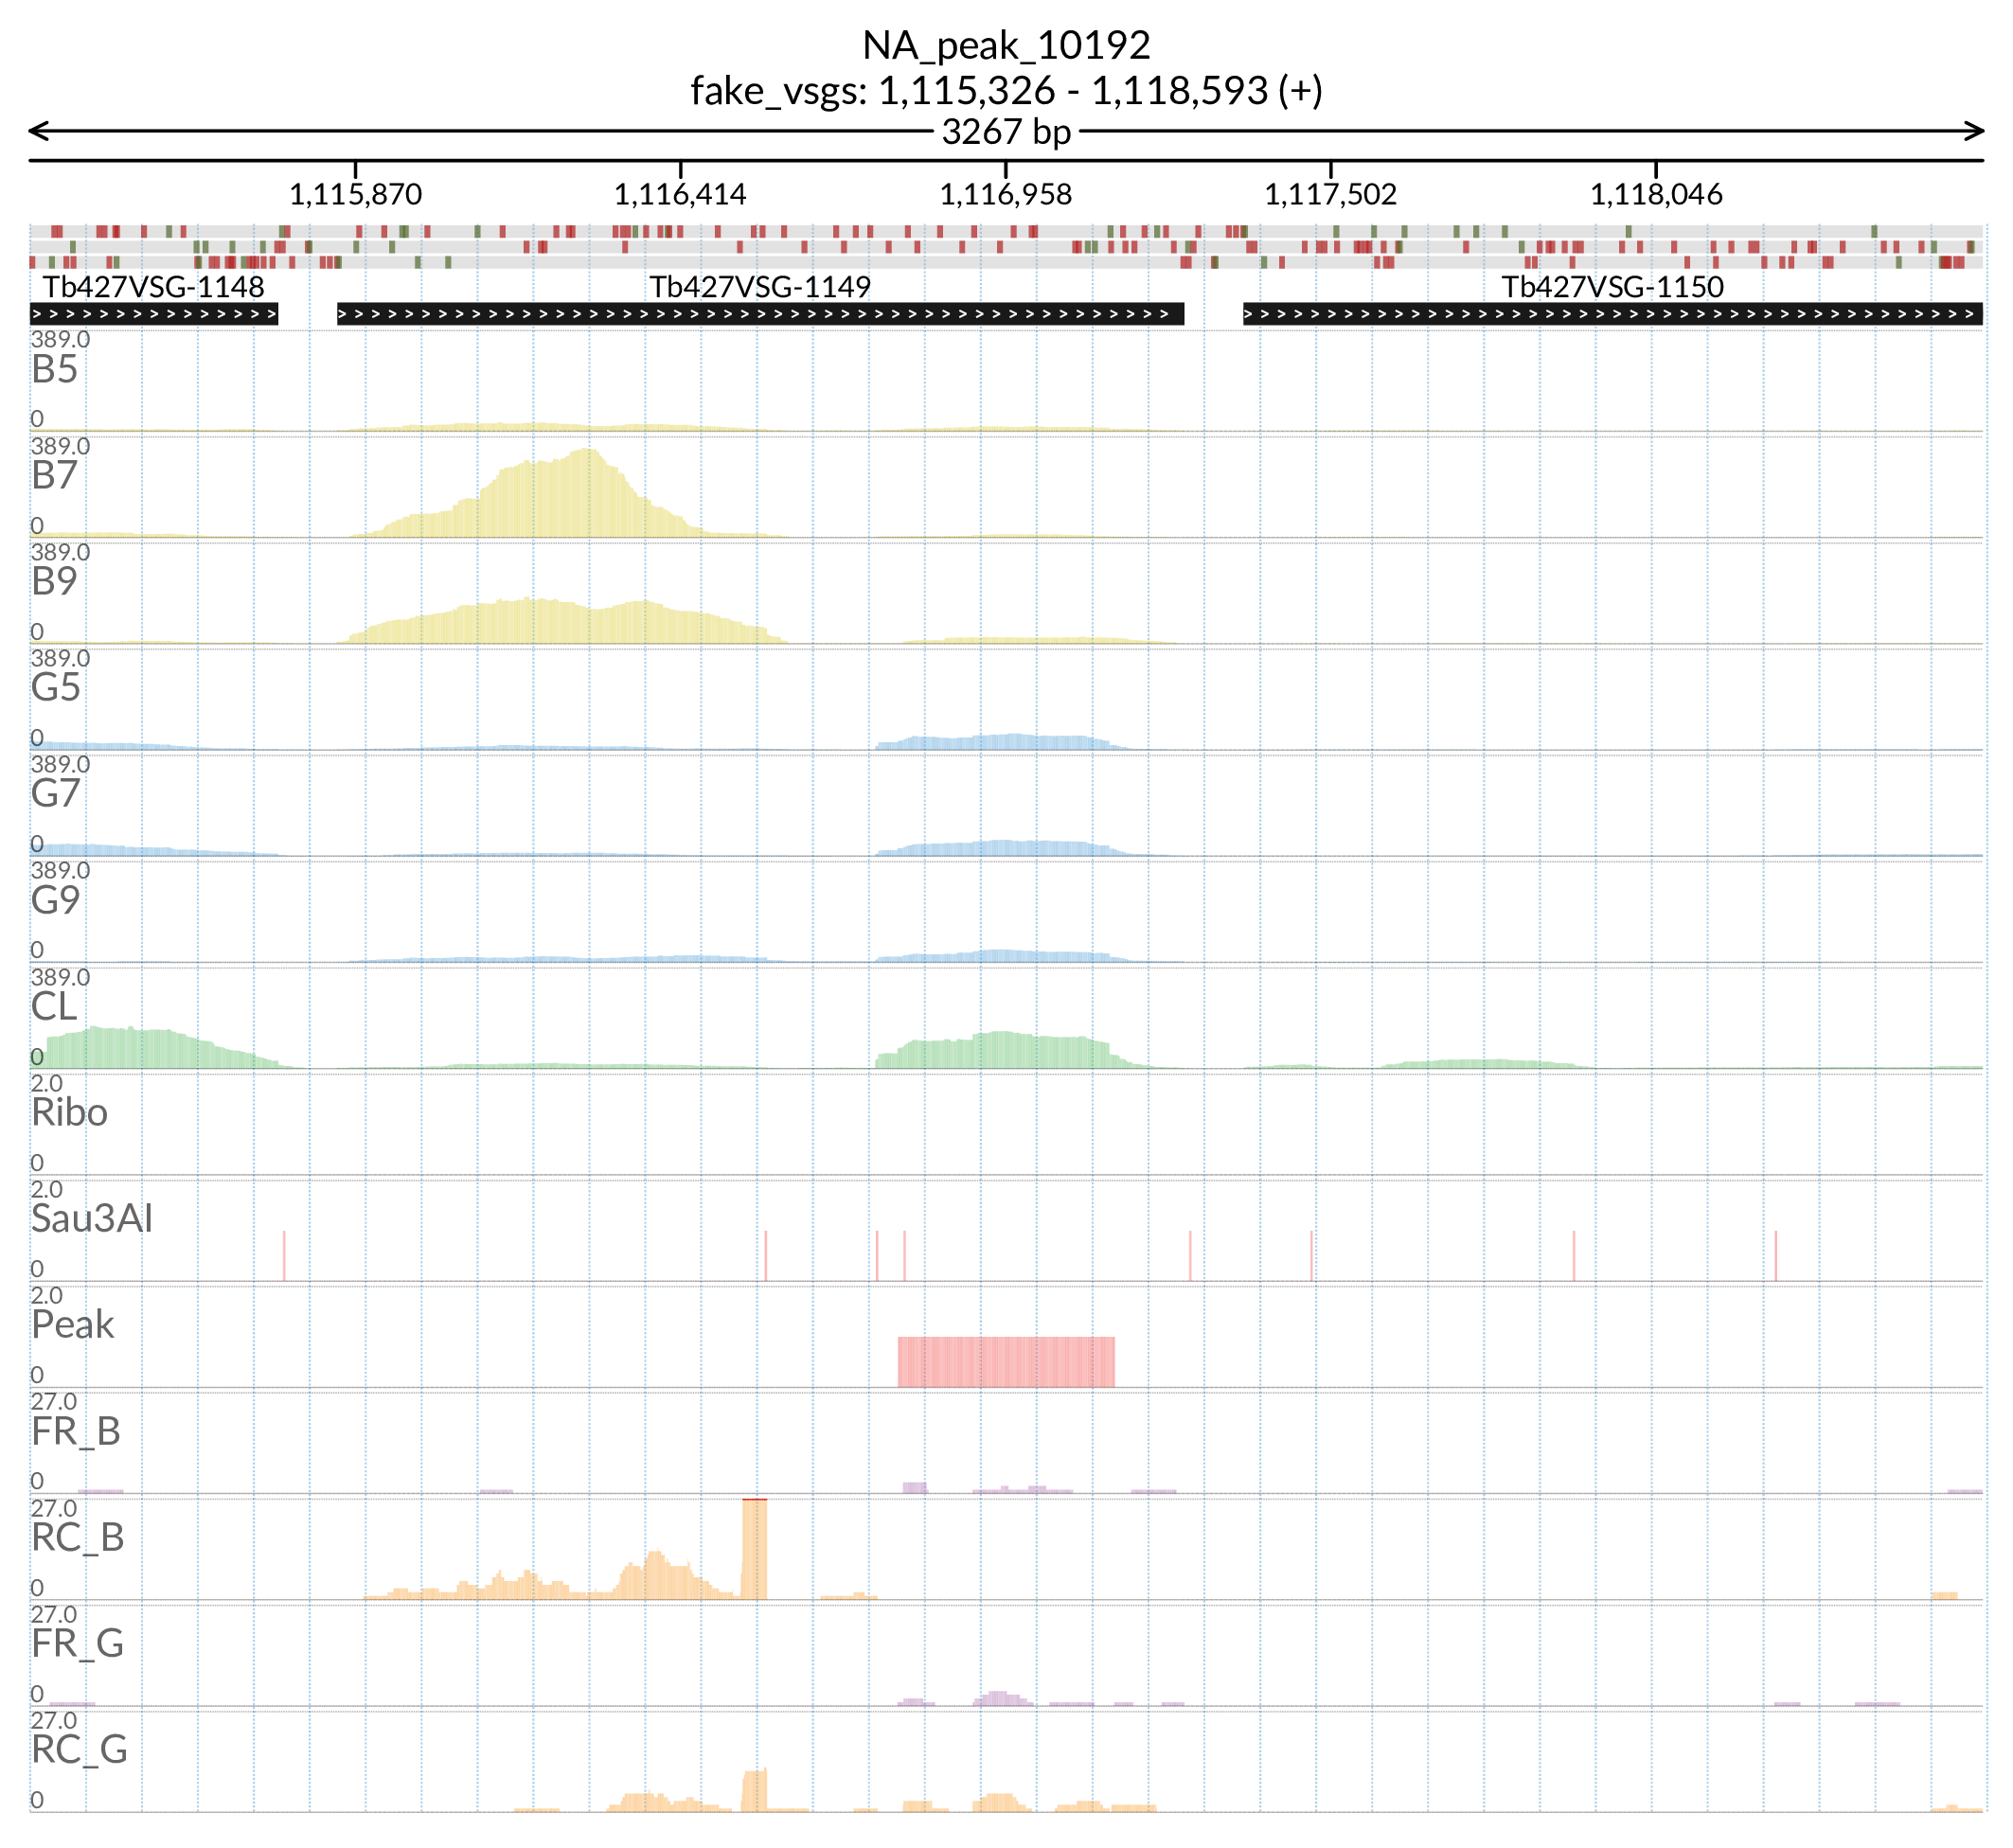 NA_peak_10192
fake_vsgs: 1,115,326 - 1,118,593 (+)
3267 bp
1,115,870 1,116,414 1,116,958 1,117,502 1,118,046
Tb427VSG-1148 Tb427VSG-1149 Tb427VSG-1150
389.0
B5
0
389.0
B7
0
389.0
B9
0
389.0
G5
0
389.0
G7
0
389.0
G9
0
389.0
CL
0
2.0
Ribo
0
2.0
Sau3AI
0
2.0
Peak
0
27.0
FR_B
0
27.0
RC_B
0
27.0
FR_G
0
27.0
RC_G
0